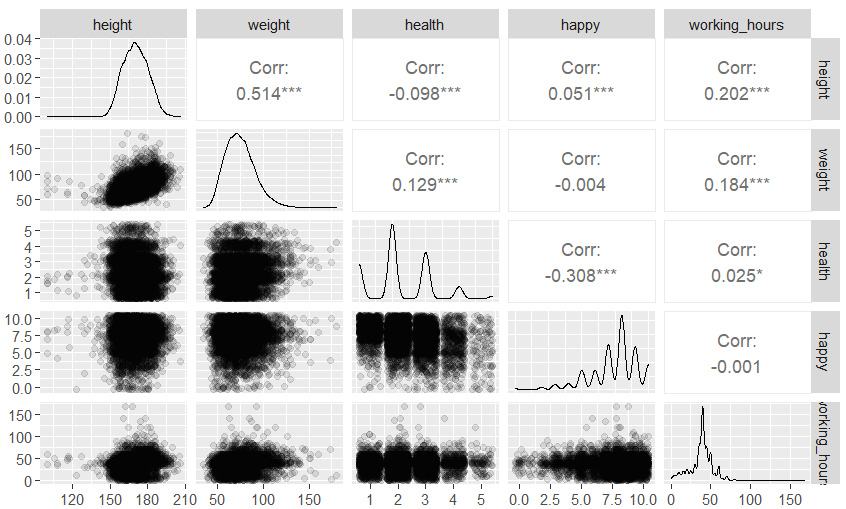 height weight health happy working_hours
0.04
0.03
0.02
0.01
0.00
Corr:
0.514***
Corr:
-0.098***
Corr:
0.051***
Corr:
0.202***
height
150
100
50
Corr:
0.129***
Corr:
-0.004
Corr:
0.184***
weight
5
4
3
2
1
Corr:
-0.308***
Corr:
0.025*
health
10.0
7.5
5.0
2.5
0.0
Corr:
-0.001
happy
150
100
50
0
working_hours
120 150 180 210 50 100 150 1 2 3 4 5 0.0 2.5 5.0 7.5 10.0 0 50 100 150